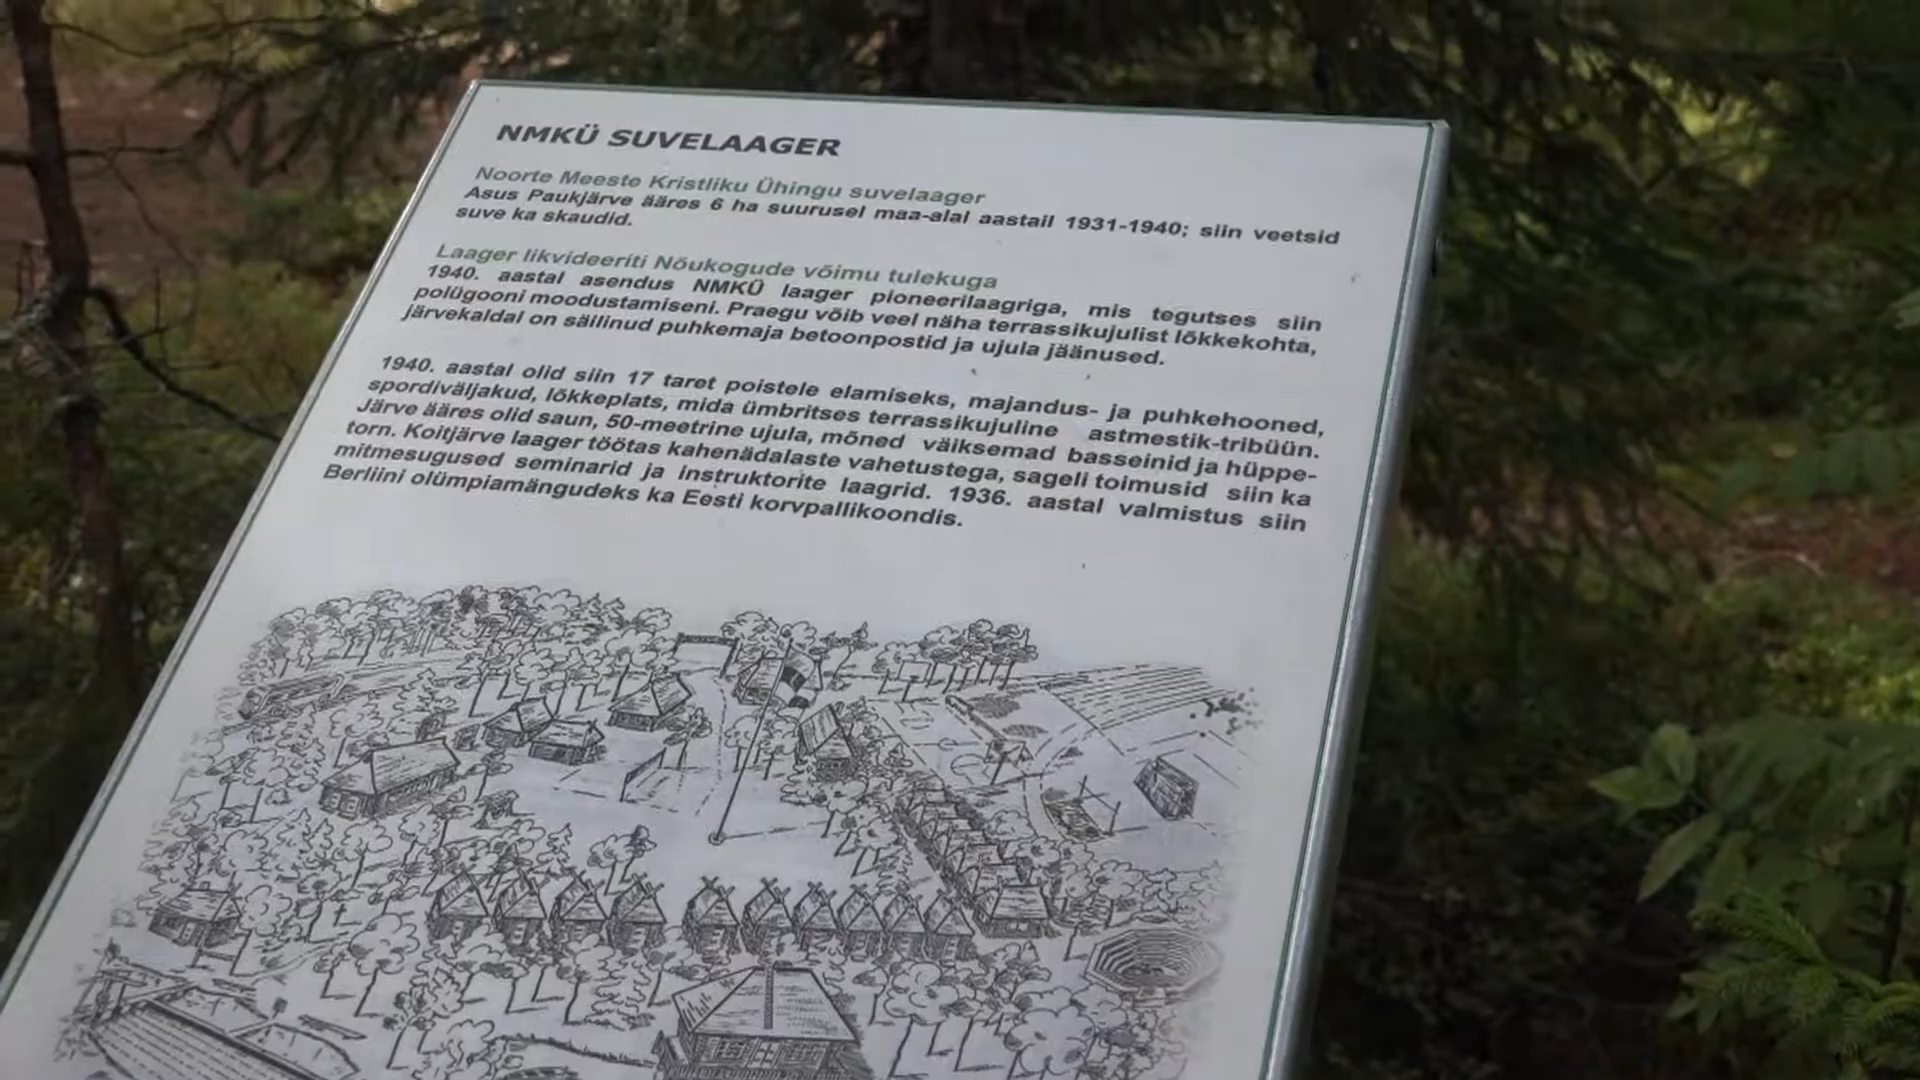 NMKÜ SUVELAAGER
Noorte Meeste Kristliku Ühingu suvelaager
Asus Paukjärve ääres 6 ha suurusel maa-alal aastail 1931-1940; siin veetsid
suve ka skaudid.
Laager likvideeriti Nõukogude võimu tulekuga
1940. aastal asendus NMKÜ laager pioneerilaagriga, mis tegutses siin
polügooni moodustamiseni. Praegu võib veel näha terrassikujulist lõkkekohta,
järvekaldal on säilinud puhkemaja betoonpostid ja ujula jäänused.
1940. aastal olid siin 17 taret poistele elamiseks, majandus- ja puhkehooned,
spordiväljakud, lõkkeplats, mida ümbritses terrassikujuline astmestik-tribüün.
Järve ääres olid saun, 50-meetrine ujula, mõned väiksemad basseinid ja hüppe-
torn. Koitjärve laager töötas kahenädalaste vahetustega, sageli toimusid siin ka
mitmesugused seminarid ja instruktorite laagrid. 1936. aastal valmistus siin
Berliini olümpiamängudeks ka Eesti korvpallikoondis.